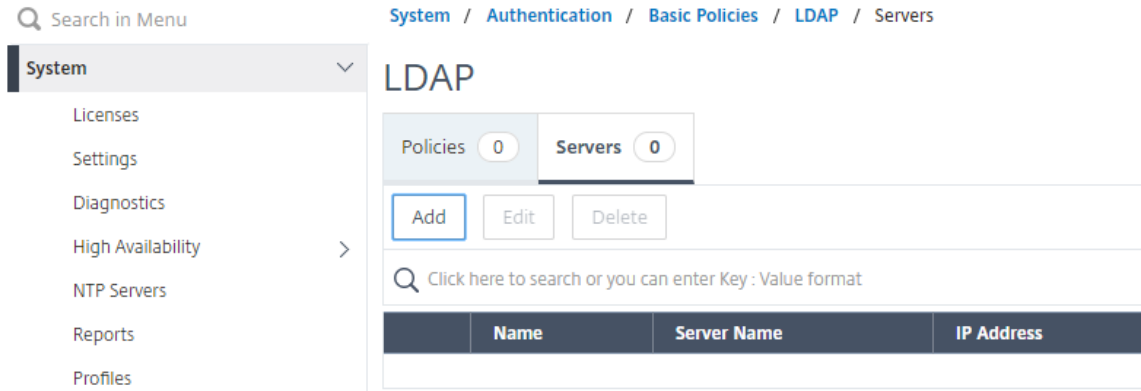 Search in Menu
System
Licenses
Settings
Diagnostics
High Availability
NTP Servers
Reports
Profiles
System / Authentication / Basic Policies / LDAP / Servers
LDAP
Policies 0 Servers 0
Add Edit Delete
Click here to search or you can enter Key : Value format
Name Server Name IP Address